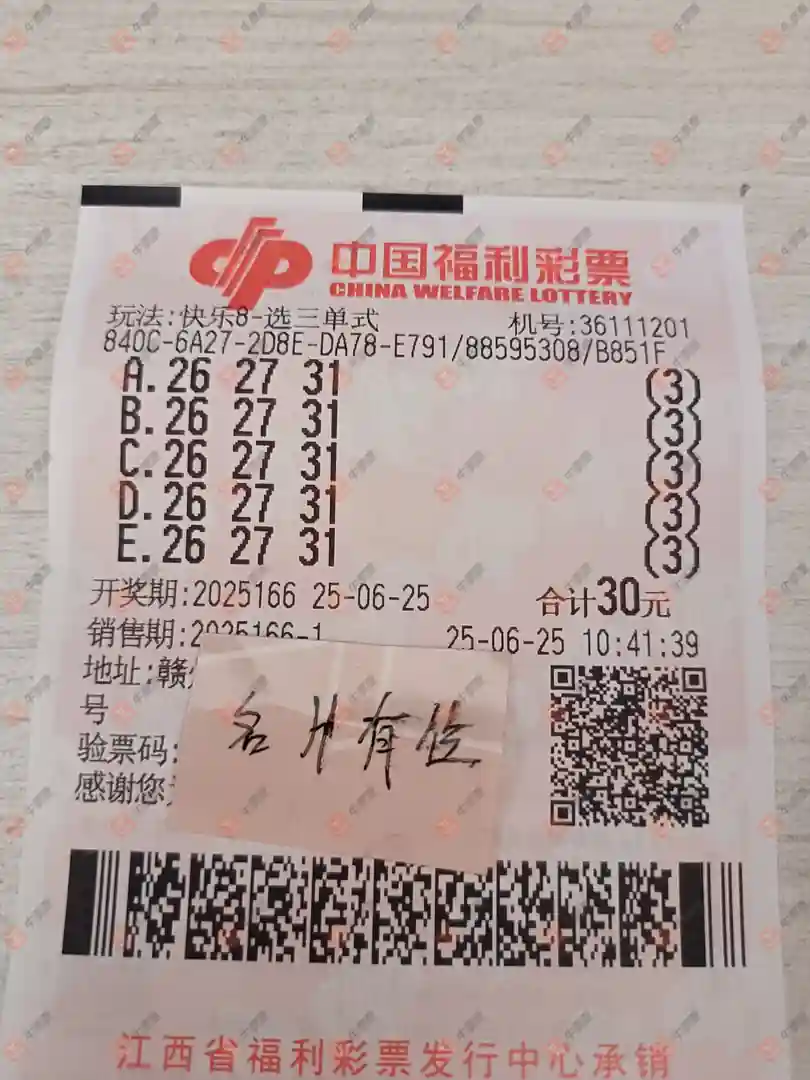 中国福利彩票
CHINA WELFARE LOTTERY
玩法:快乐8-选三单式 机号:36111201
840C-6A27-2D8E-DA78-E791/88595308/B851F
A.26 27 31 (3)
B.26 27 31 (3)
C.26 27 31 (3)
D.26 27 31 (3)
E.26 27 31 (3)
开奖期:2025166 25-06-25 合计30元
销售期:2025166-1 25-06-25 10:41:39
地址:赣
号
名片有位
验票码:
感谢您
江西省福利彩票发行中心承销